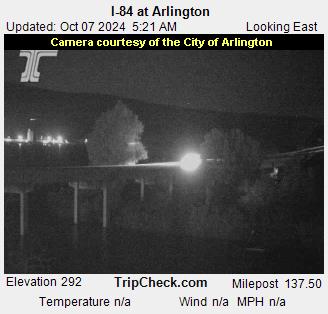 I-84 at Arlington
Updated: Oct 07 2024 5:21 AM Looking East
Camera courtesy of the City of Arlington
Elevation 292 TripCheck.com Milepost 137.50
Temperature n/a Wind n/a MPH n/a